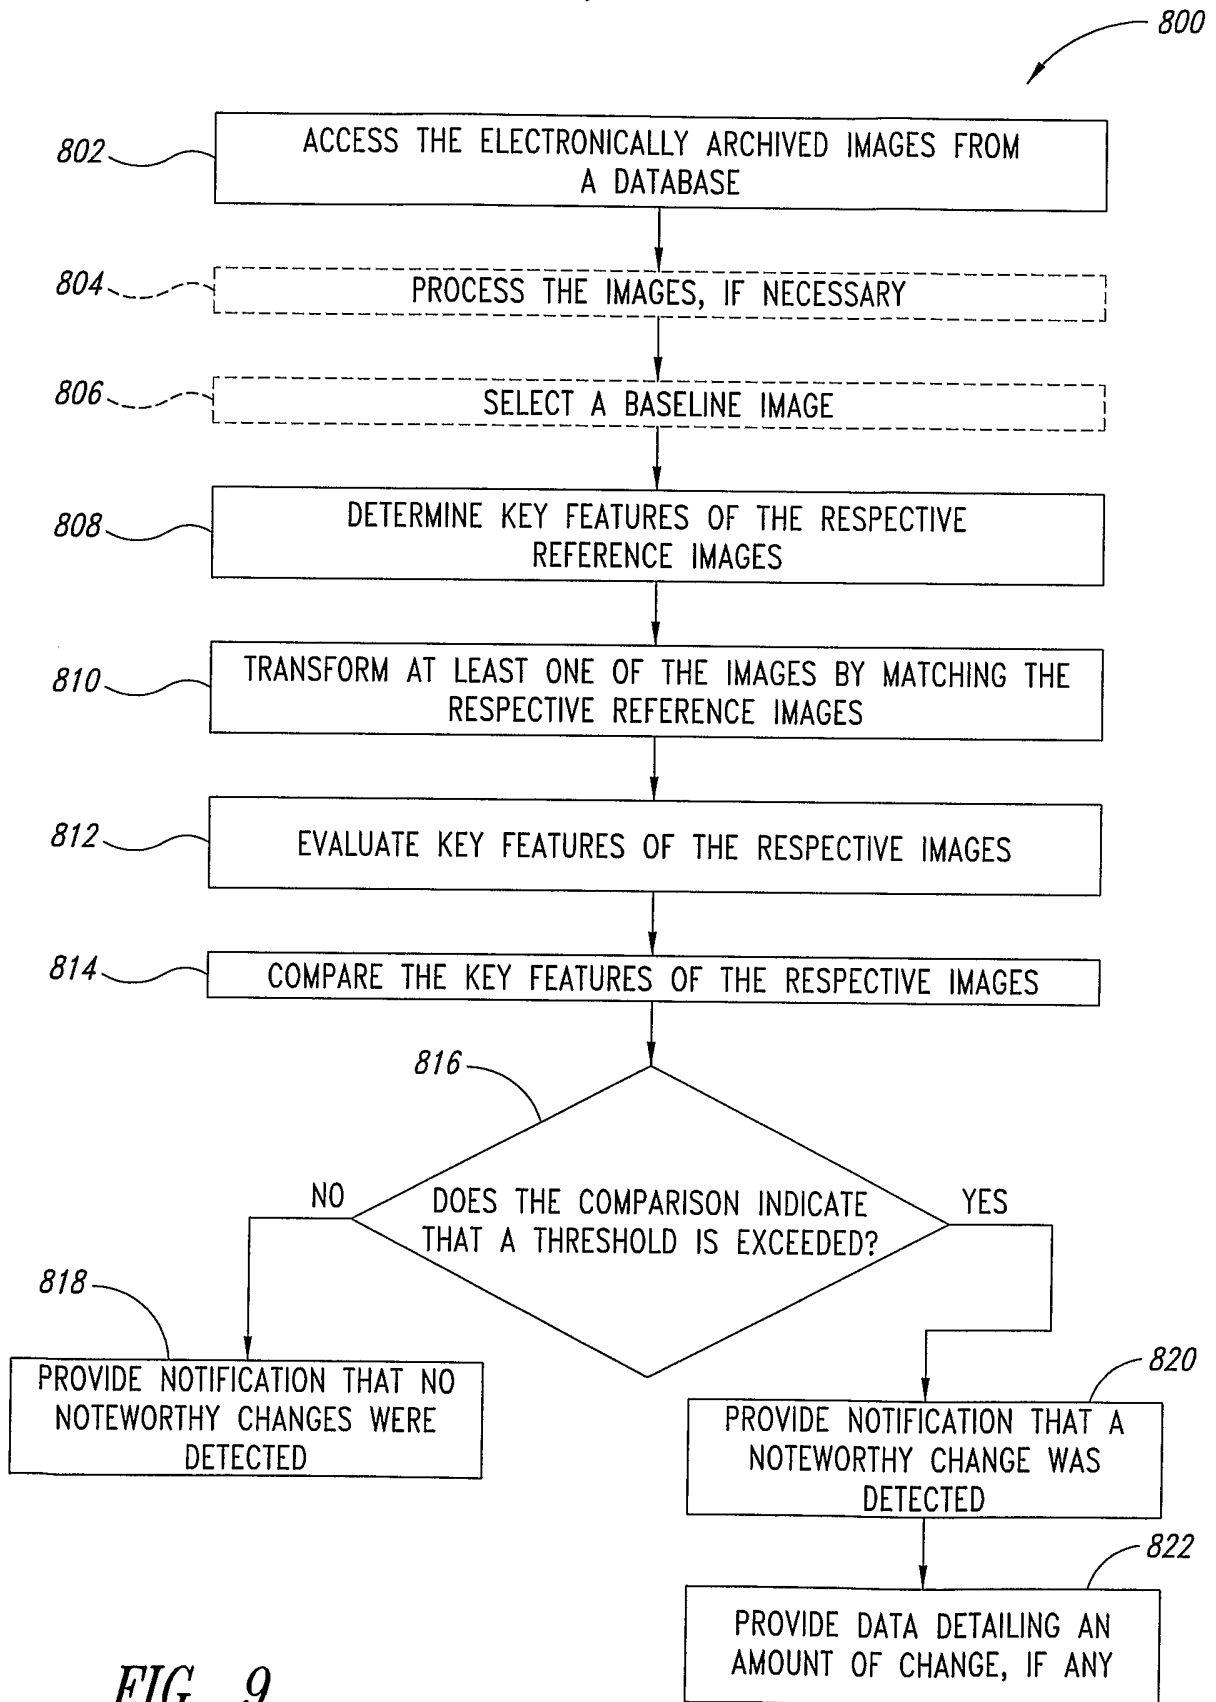 800
802
ACCESS THE ELECTRONICALLY ARCHIVED IMAGES FROM
A DATABASE
804
PROCESS THE IMAGES, IF NECESSARY
806
SELECT A BASELINE IMAGE
808
DETERMINE KEY FEATURES OF THE RESPECTIVE
REFERENCE IMAGES
810
TRANSFORM AT LEAST ONE OF THE IMAGES BY MATCHING THE
RESPECTIVE REFERENCE IMAGES
812
EVALUATE KEY FEATURES OF THE RESPECTIVE IMAGES
814
COMPARE THE KEY FEATURES OF THE RESPECTIVE IMAGES
816
DOES THE COMPARISON INDICATE
THAT A THRESHOLD IS EXCEEDED?
NO
YES
818
PROVIDE NOTIFICATION THAT NO
NOTEWORTHY CHANGES WERE
DETECTED
820
PROVIDE NOTIFICATION THAT A
NOTEWORTHY CHANGE WAS
DETECTED
822
PROVIDE DATA DETAILING AN
AMOUNT OF CHANGE, IF ANY
FIG. 9